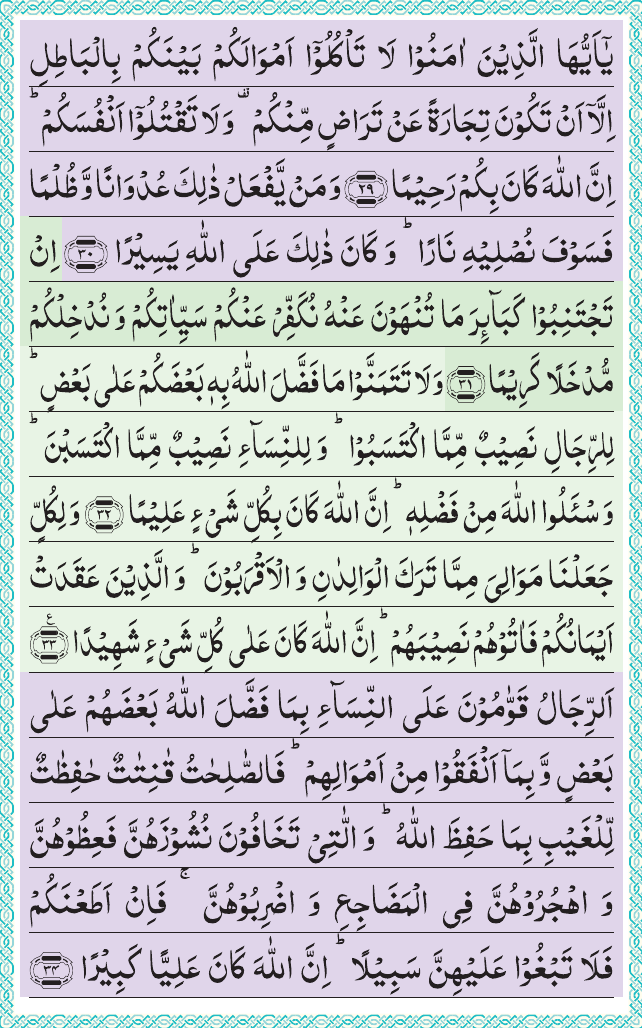 يٰۤاَيُّهَا الَّذِيْنَ اٰمَنُوْا لَا تَاْكُلُوْۤا اَمْوَالَكُمْ بَيْنَكُمْ بِالْبَاطِلِ
اِلَّاۤ اَنْ تَكُوْنَ تِجَارَةً عَنْ تَرَاضٍ مِّنْكُمْ ۫ وَلَا تَقْتُلُوْۤا اَنْفُسَكُمْ ؕ
اِنَّ اللّٰهَ كَانَ بِكُمْ رَحِيْمًا ﴿۲۹﴾ وَ مَنْ يَّفْعَلْ ذٰلِكَ عُدْوَانًا وَّ ظُلْمًا
فَسَوْفَ نُصْلِيْهِ نَارًا ؕ وَ كَانَ ذٰلِكَ عَلَى اللّٰهِ يَسِيْرًا ﴿۳۰﴾ اِنْ
تَجْتَنِبُوْا كَبَآئِرَ مَا تُنْهَوْنَ عَنْهُ نُكَفِّرْ عَنْكُمْ سَيِّاٰتِكُمْ وَ نُدْخِلْكُمْ
مُّدْخَلًا كَرِيْمًا ﴿۳۱﴾ وَلَا تَتَمَنَّوْا مَا فَضَّلَ اللّٰهُ بِهٖ بَعْضَكُمْ عَلٰى بَعْضٍ ؕ
لِلرِّجَالِ نَصِيْبٌ مِّمَّا اكْتَسَبُوْا ؕ وَ لِلنِّسَآءِ نَصِيْبٌ مِّمَّا اكْتَسَبْنَ ؕ
وَ سْئَلُوا اللّٰهَ مِنْ فَضْلِهٖ ؕ اِنَّ اللّٰهَ كَانَ بِكُلِّ شَيْءٍ عَلِيْمًا ﴿۳۲﴾ وَ لِكُلٍّ
جَعَلْنَا مَوَالِيَ مِمَّا تَرَكَ الْوَالِدٰنِ وَ الْاَقْرَبُوْنَ ؕ وَ الَّذِيْنَ عَقَدَتْ
اَيْمَانُكُمْ فَاٰتُوْهُمْ نَصِيْبَهُمْ ؕ اِنَّ اللّٰهَ كَانَ عَلٰى كُلِّ شَيْءٍ شَهِيْدًا ﴿۳۳﴾ ع
اَلرِّجَالُ قَوّٰمُوْنَ عَلَى النِّسَآءِ بِمَا فَضَّلَ اللّٰهُ بَعْضَهُمْ عَلٰى
بَعْضٍ وَّ بِمَاۤ اَنْفَقُوْا مِنْ اَمْوَالِهِمْ ؕ فَالصّٰلِحٰتُ قٰنِتٰتٌ حٰفِظٰتٌ
لِّلْغَيْبِ بِمَا حَفِظَ اللّٰهُ ؕ وَ الّٰتِيْ تَخَافُوْنَ نُشُوْزَهُنَّ فَعِظُوْهُنَّ
وَ اهْجُرُوْهُنَّ فِي الْمَضَاجِعِ وَ اضْرِبُوْهُنَّ ۚ فَاِنْ اَطَعْنَكُمْ
فَلَا تَبْغُوْا عَلَيْهِنَّ سَبِيْلًا ؕ اِنَّ اللّٰهَ كَانَ عَلِيًّا كَبِيْرًا ﴿۳۴﴾